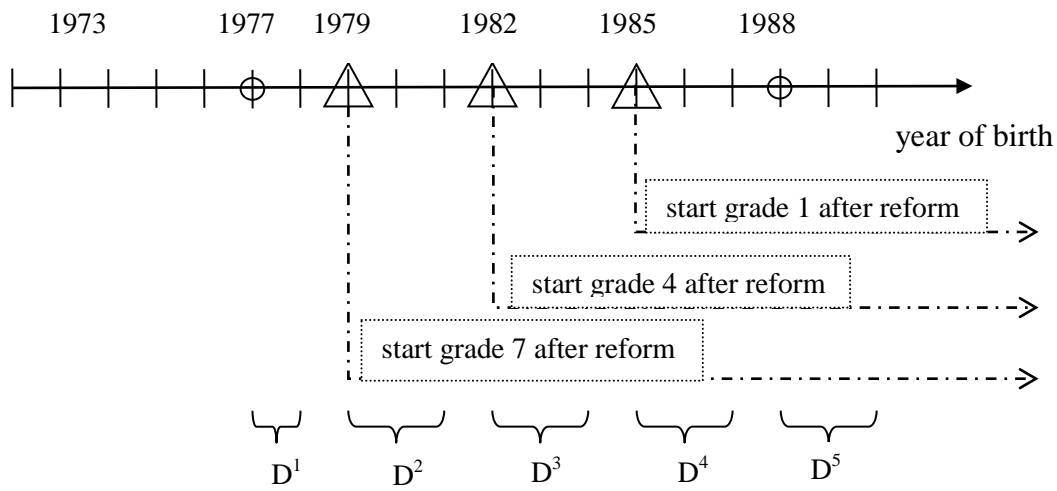 1973 1977 1979 1982 1985 1988
year of birth
start grade 1 after reform
start grade 4 after reform
start grade 7 after reform
D¹ D² D³ D⁴ D⁵